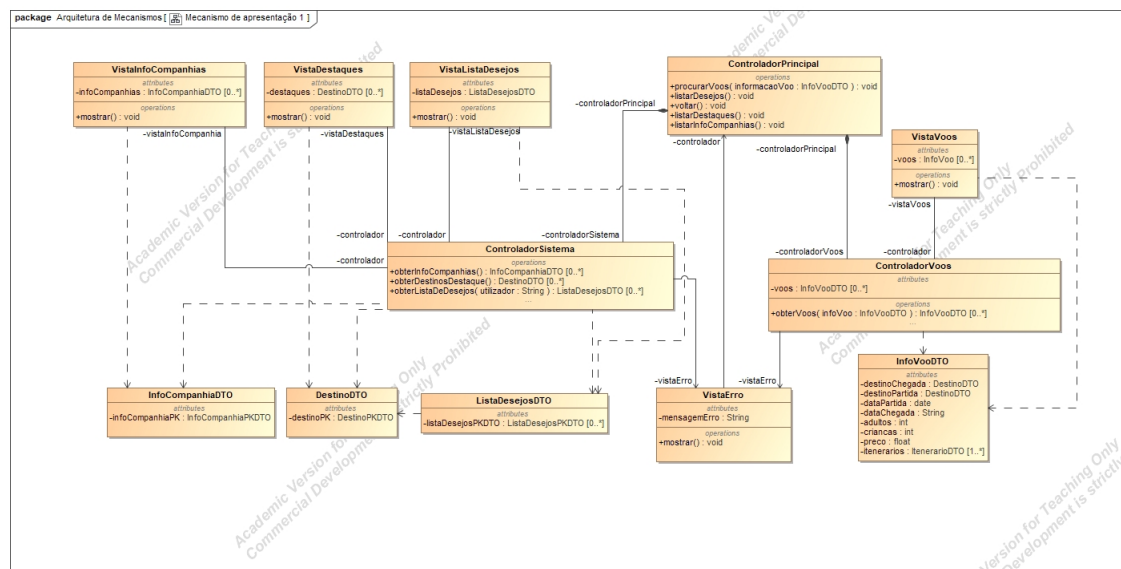 package Arquitetura de Mecanismos [ Mecanismo de apresentação 1 ]
VistaInfoCompanhias
attributes
-infoCompanhias : InfoCompanhiaDTO [0..*]
operations
+mostrar() : void
-vistaInfoCompanhia
VistaDestaques
attributes
-destaques : DestinoDTO [0..*]
operations
+mostrar() : void
-vistaDestaques
VistaListaDesejos
attributes
-listaDesejos : ListaDesejosDTO
operations
+mostrar() : void
-vistaListaDesejos
ControladorPrincipal
operations
+procurarVoos( informacaoVoo : InfoVooDTO ) : void
+listarDesejos() : void
+voltar() : void
+listarDestaques() : void
+listarInfoCompanhias() : void
-controladorPrincipal
-controlador
-controladorPrincipal
VistaVoos
attributes
-voos : InfoVoo [0..*]
operations
+mostrar() : void
-vistaVoos
-controlador
-controlador
-controladorSistema
-controlador
-controladorVoos
-controlador
ControladorSistema
operations
+obterInfoCompanhias() : InfoCompanhiaDTO [0..*]
+obterDestinosDestaque() : DestinoDTO [0..*]
+obterListaDeDesejos( utilizador : String ) : ListaDesejosDTO [0..*]
...
ControladorVoos
attributes
-voos : InfoVooDTO [0..*]
operations
+obterVoos( infoVoo : InfoVooDTO ) : InfoVooDTO [0..*]
...
InfoCompanhiaDTO
attributes
-infoCompanhiaPK : InfoCompanhiaPKDTO
DestinoDTO
attributes
-destinoPK : DestinoPKDTO
ListaDesejosDTO
attributes
-listaDesejosPKDTO : ListaDesejosPKDTO [0..*]
-vistaErro
-vistaErro
VistaErro
attributes
-mensagemErro : String
operations
+mostrar() : void
InfoVooDTO
attributes
-destinoChegada : DestinoDTO
-destinoPartida : DestinoDTO
-dataPartida : date
-dataChegada : String
-adultos : int
-criancas : int
-preco : float
-itenerarios : ItenerarioDTO [1..*]
Academic Version for Teaching Only
Commercial Development is strictly Prohibited